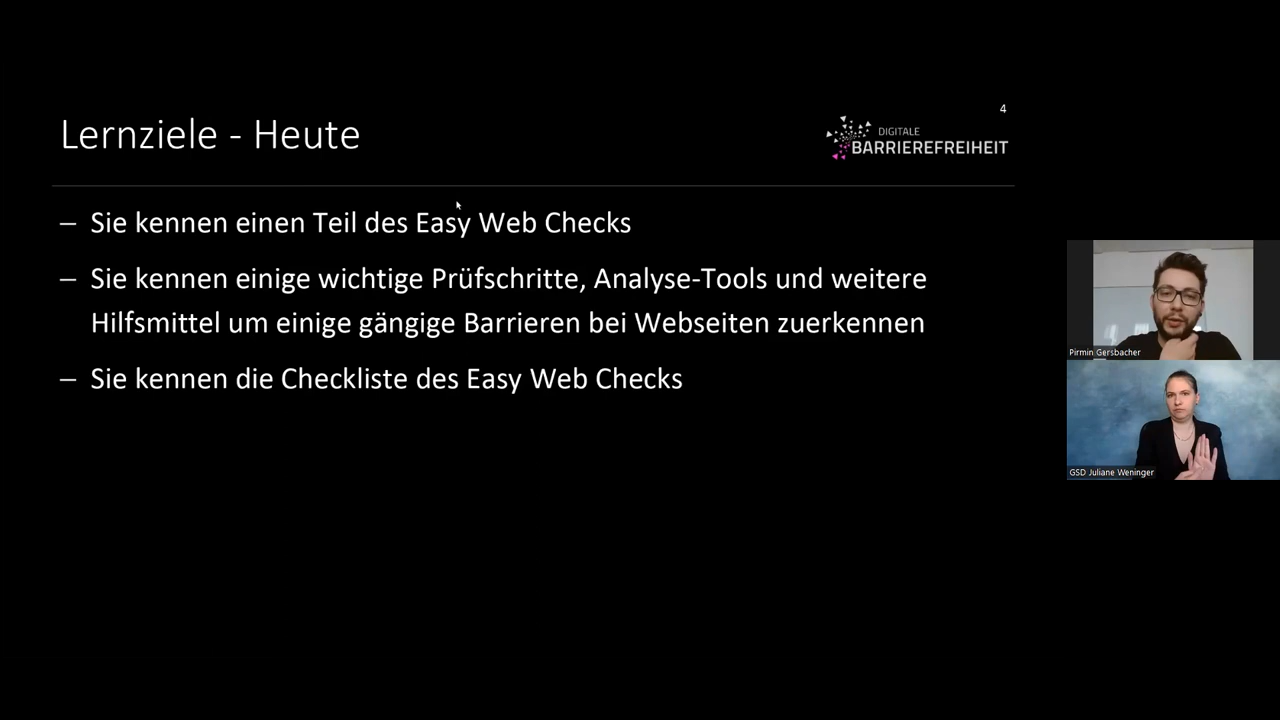 Lernziele - Heute
4
DIGITALE
BARRIEREFREIHEIT
– Sie kennen einen Teil des Easy Web Checks
– Sie kennen einige wichtige Prüfschritte, Analyse-Tools und weitere
Hilfsmittel um einige gängige Barrieren bei Webseiten zuerkennen
– Sie kennen die Checkliste des Easy Web Checks
Pirmin Gersbacher
GSD Juliane Weninger